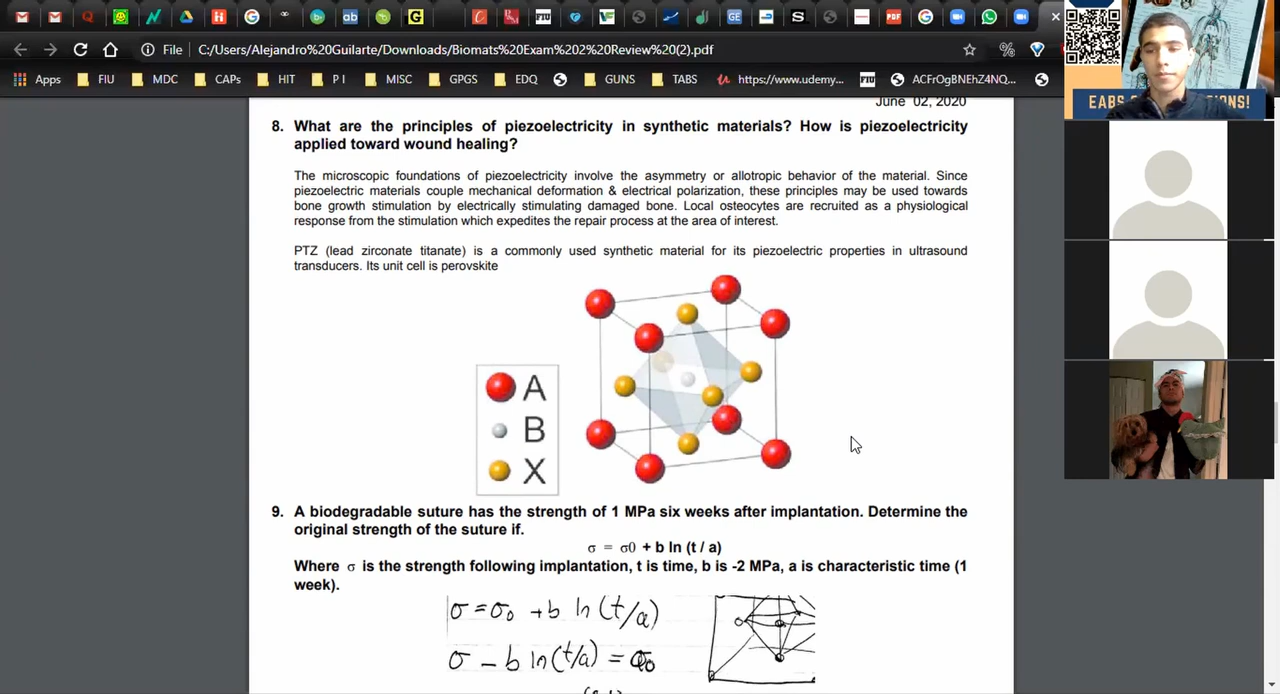 File | C:/Users/Alejandro%20Guilarte/Downloads/Biomats%20Exam%202%20Review%20(2).pdf
Apps FIU MDC CAPs HIT P I MISC GPGS EDQ GUNS TABS https://www.udemy... FIU ACFrOgBNEhZ4NQ...
June 02, 2020
8. What are the principles of piezoelectricity in synthetic materials? How is piezoelectricity
applied toward wound healing?
The microscopic foundations of piezoelectricity involve the asymmetry or allotropic behavior of the material. Since
piezoelectric materials couple mechanical deformation & electrical polarization, these principles may be used towards
bone growth stimulation by electrically stimulating damaged bone. Local osteocytes are recruited as a physiological
response from the stimulation which expedites the repair process at the area of interest.
PTZ (lead zirconate titanate) is a commonly used synthetic material for its piezoelectric properties in ultrasound
transducers. Its unit cell is perovskite
A
B
X
9. A biodegradable suture has the strength of 1 MPa six weeks after implantation. Determine the
original strength of the suture if.
σ = σ0 + b ln (t / a)
Where σ is the strength following implantation, t is time, b is -2 MPa, a is characteristic time (1
week).
σ = σ₀ + b ln(t/a)
σ - b ln(t/a) = σ₀
EABS